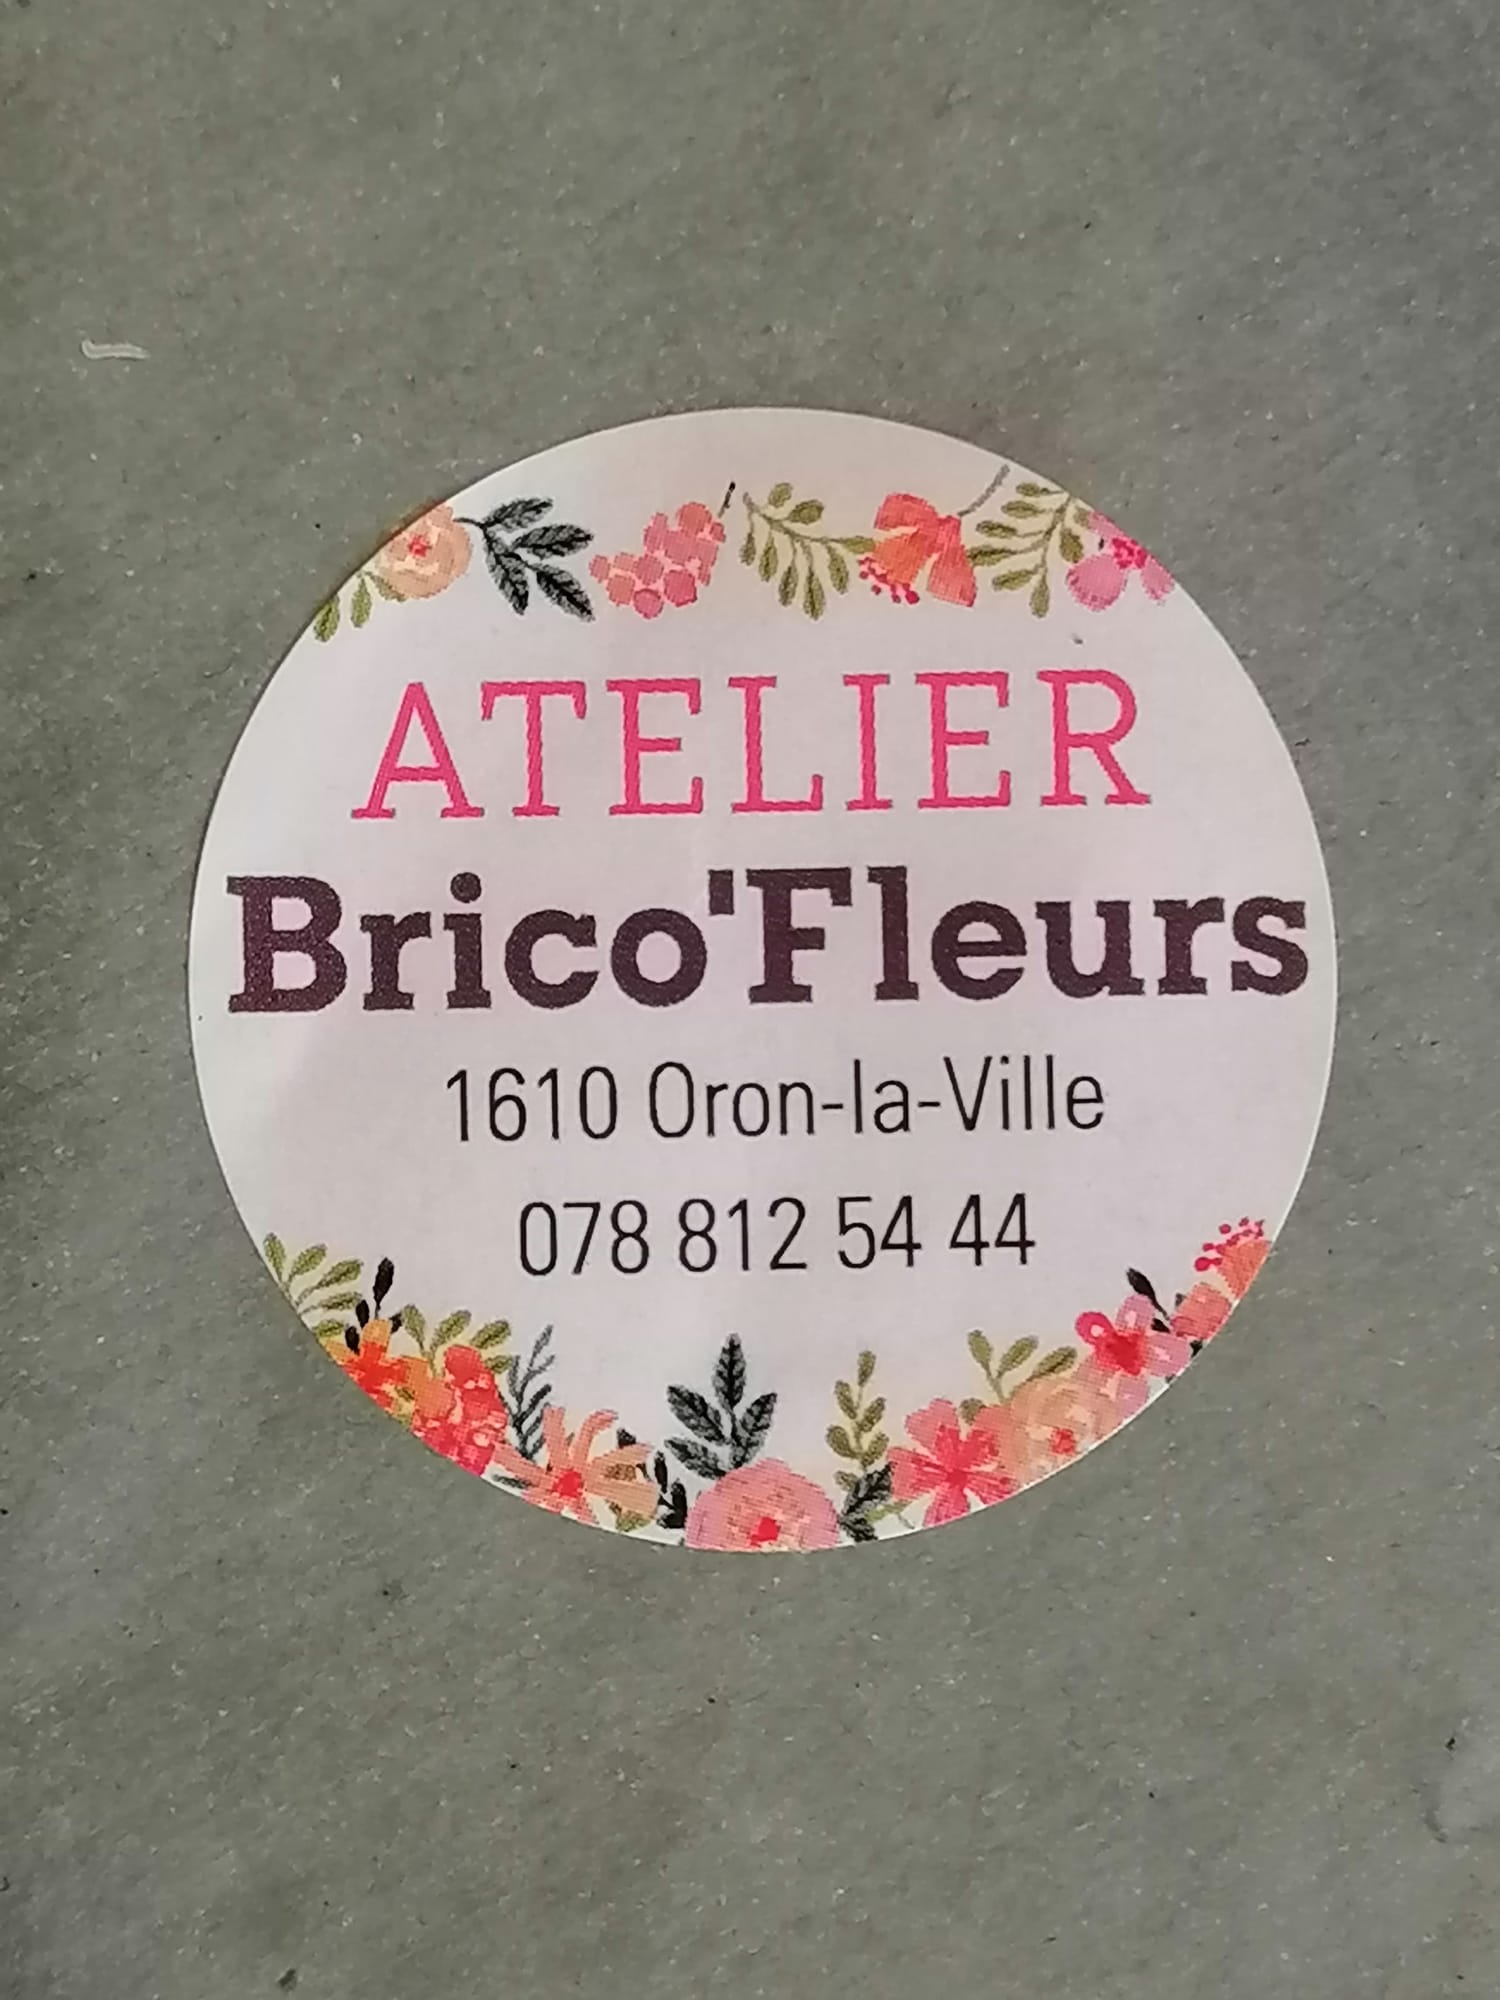 ATELIER
Brico'Fleurs
1610 Oron-la-Ville
078 812 54 44